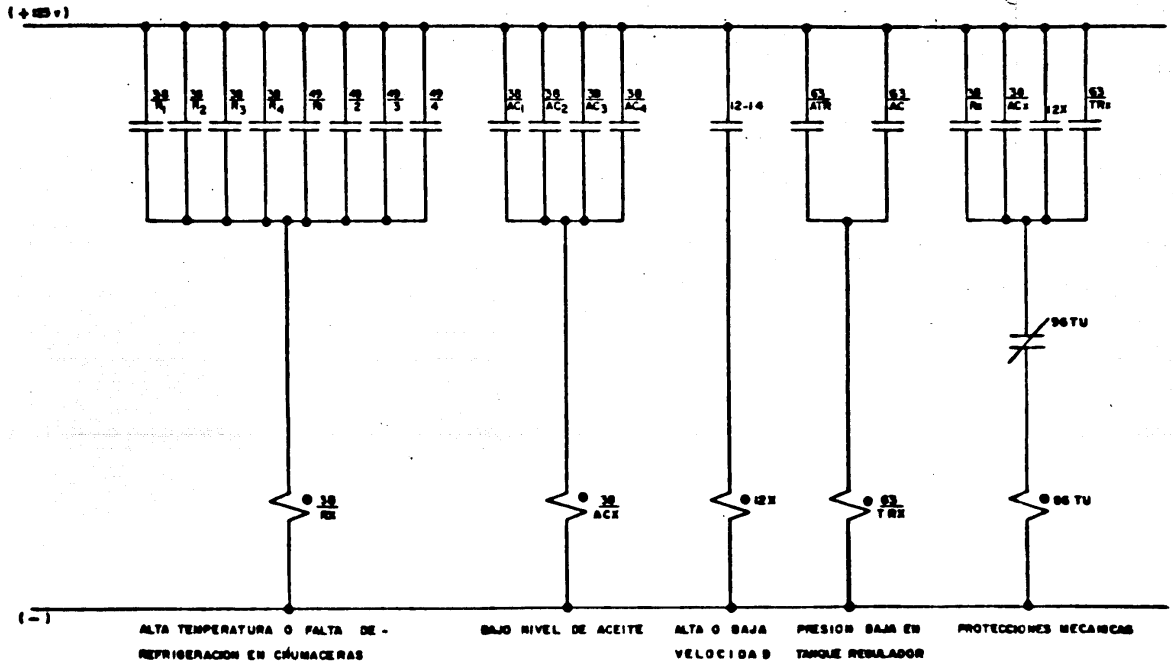 (+125v)
38 38 38 38 49 49 49 49
R1 R2 R3 R4 R1 2 3 4
38 38 38 38
AC1 AC2 AC3 AC4
12-14
63 63
ATR AC
38 38 12X 63
RX ACX TRX
96TU
38
RX
38
ACX
12X
63
TRX
86TU
(-)
ALTA TEMPERATURA O FALTA DE -
REFRIGERACION EN CHUMACERAS
BAJO NIVEL DE ACEITE
ALTA O BAJA
VELOCIDAD
PRESION BAJA EN
TANQUE REGULADOR
PROTECCIONES MECANICAS